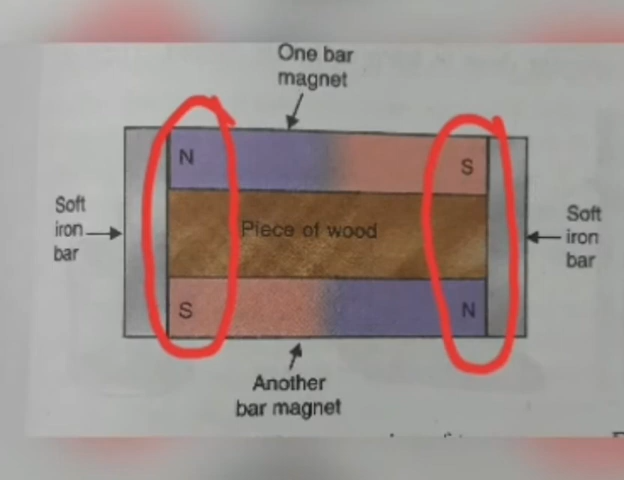 One bar
magnet
N
S
Soft
iron
bar
Piece of wood
Soft
iron
bar
S
N
Another
bar magnet